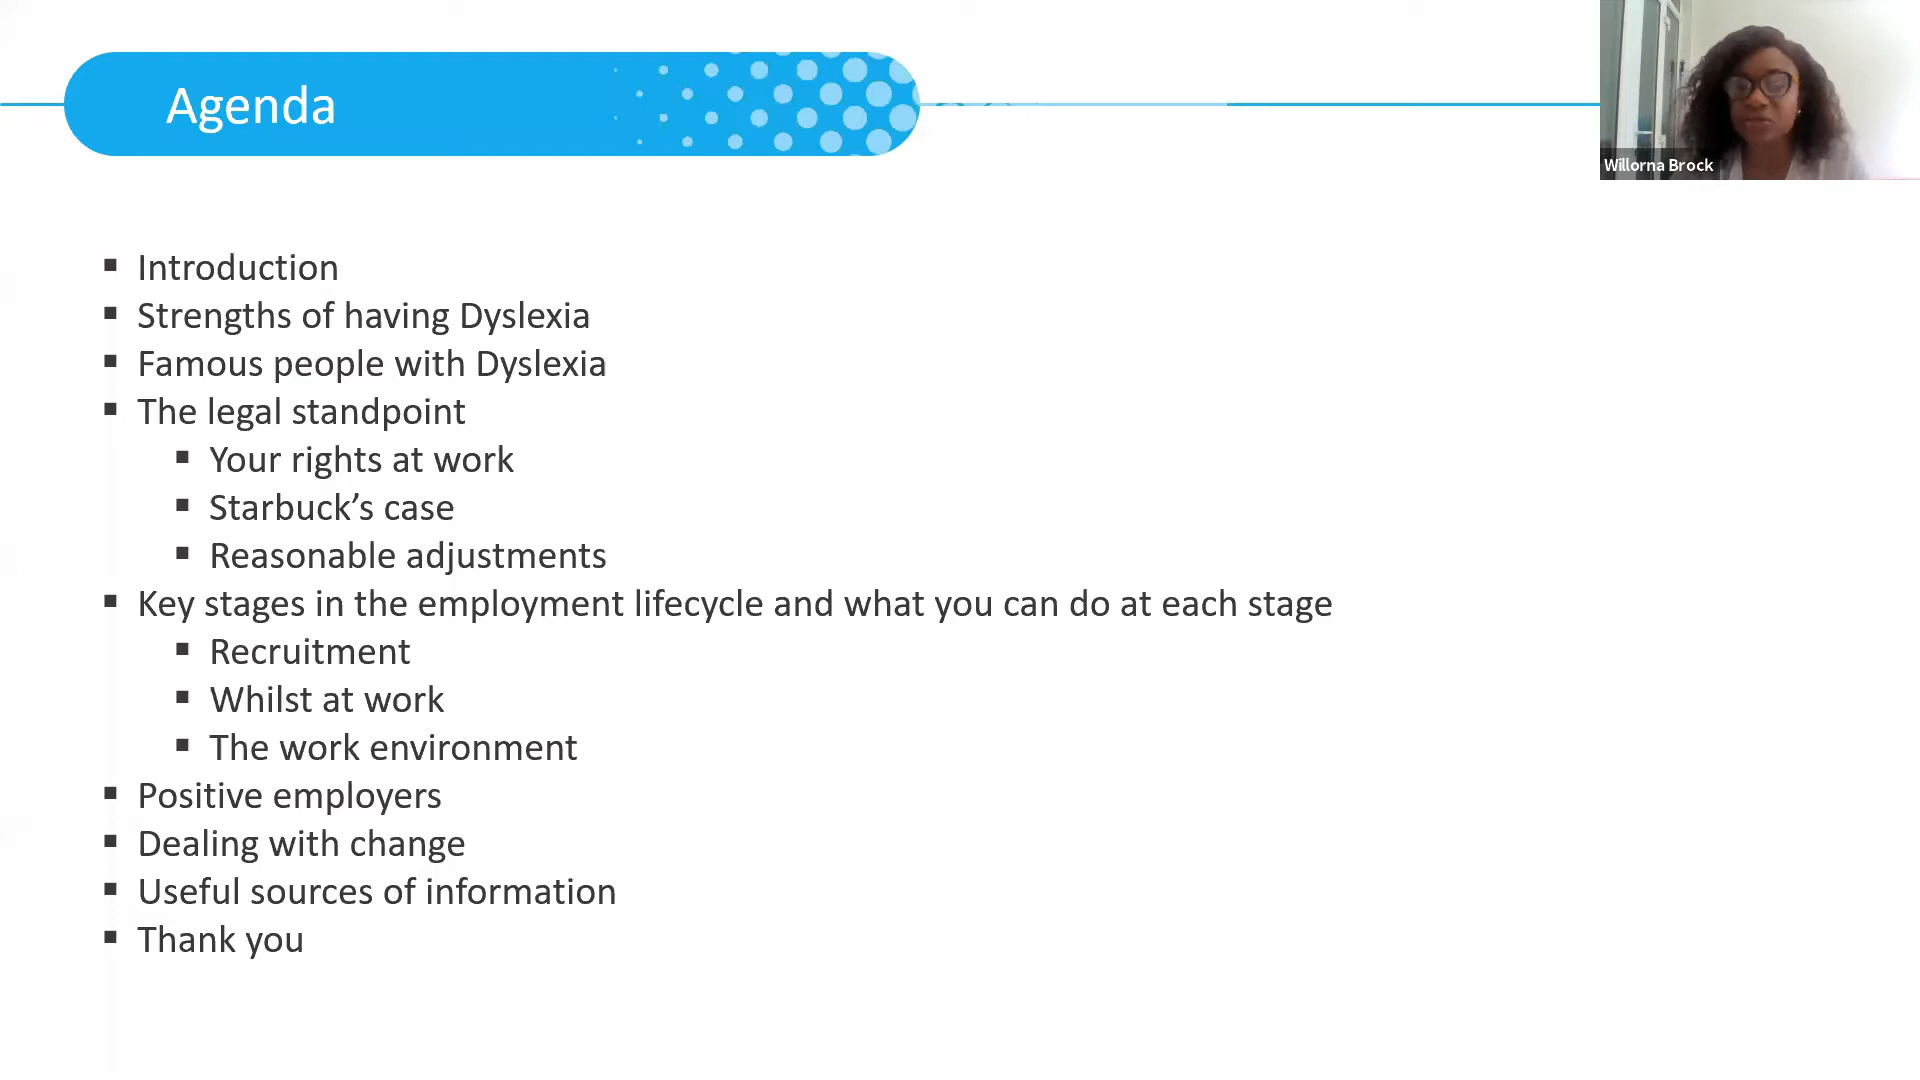 Agenda
Willorna Brock
▪ Introduction
▪ Strengths of having Dyslexia
▪ Famous people with Dyslexia
▪ The legal standpoint
▪ Your rights at work
▪ Starbuck’s case
▪ Reasonable adjustments
▪ Key stages in the employment lifecycle and what you can do at each stage
▪ Recruitment
▪ Whilst at work
▪ The work environment
▪ Positive employers
▪ Dealing with change
▪ Useful sources of information
▪ Thank you